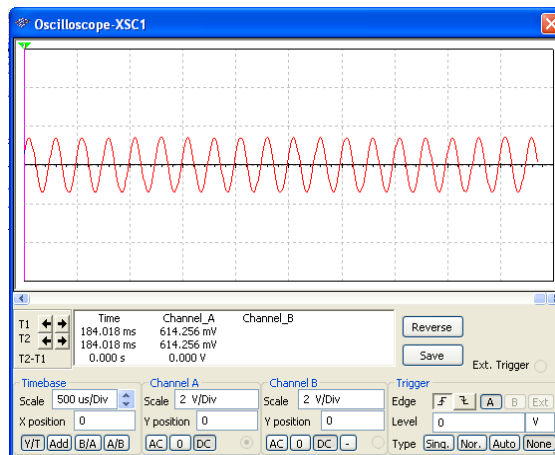 Oscilloscope-XSC1
T1
T2
T2-T1
Time Channel_A Channel_B
184.018 ms 614.256 mV
184.018 ms 614.256 mV
0.000 s 0.000 V
Reverse
Save
Ext. Trigger
Timebase
Scale 500 us/Div
X position 0
Y/T Add B/A A/B
Channel A
Scale 2 V/Div
Y position 0
AC 0 DC
Channel B
Scale 2 V/Div
Y position 0
AC 0 DC -
Trigger
Edge A B Ext
Level 0 V
Type Sing. Nor. Auto None